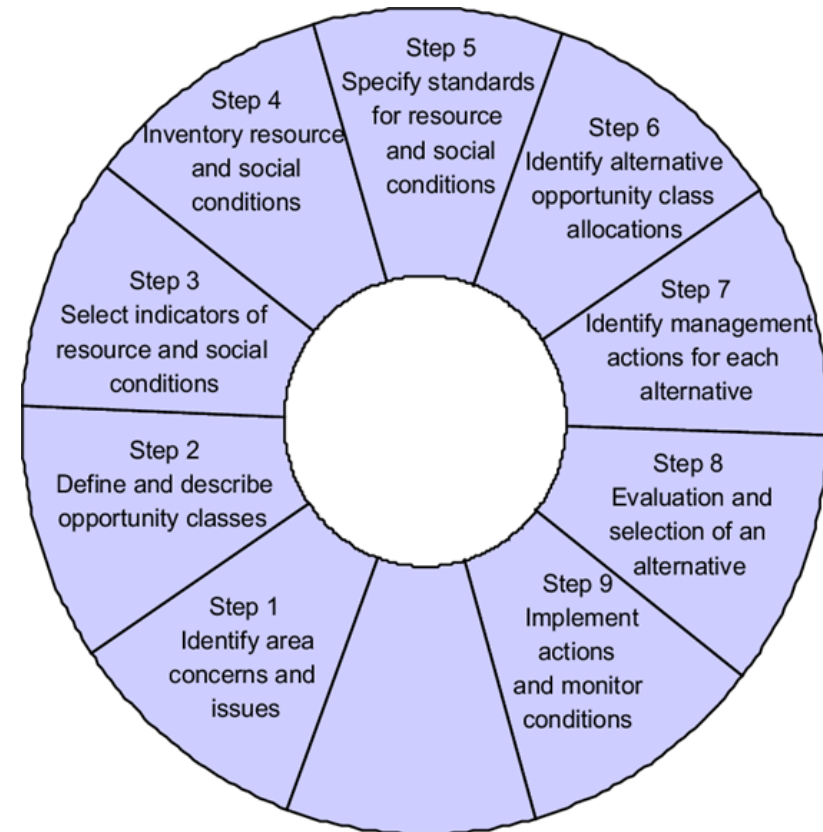 Step 1
Identify area
concerns and
issues
Step 2
Define and describe
opportunity classes
Step 3
Select indicators of
resource and social
conditions
Step 4
Inventory resource
and social
conditions
Step 5
Specify standards
for resource
and social
conditions
Step 6
Identify alternative
opportunity class
allocations
Step 7
Identify management
actions for each
alternative
Step 8
Evaluation and
selection of an
alternative
Step 9
Implement
actions
and monitor
conditions